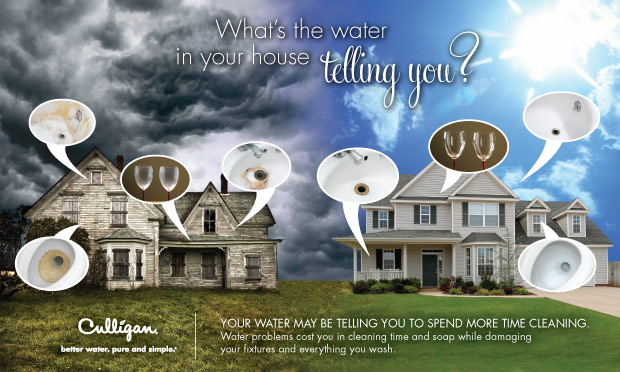 What's the water
in your house telling you?
Culligan.
better water. pure and simple.®
YOUR WATER MAY BE TELLING YOU TO SPEND MORE TIME CLEANING.
Water problems cost you in cleaning time and soap while damaging
your fixtures and everything you wash.